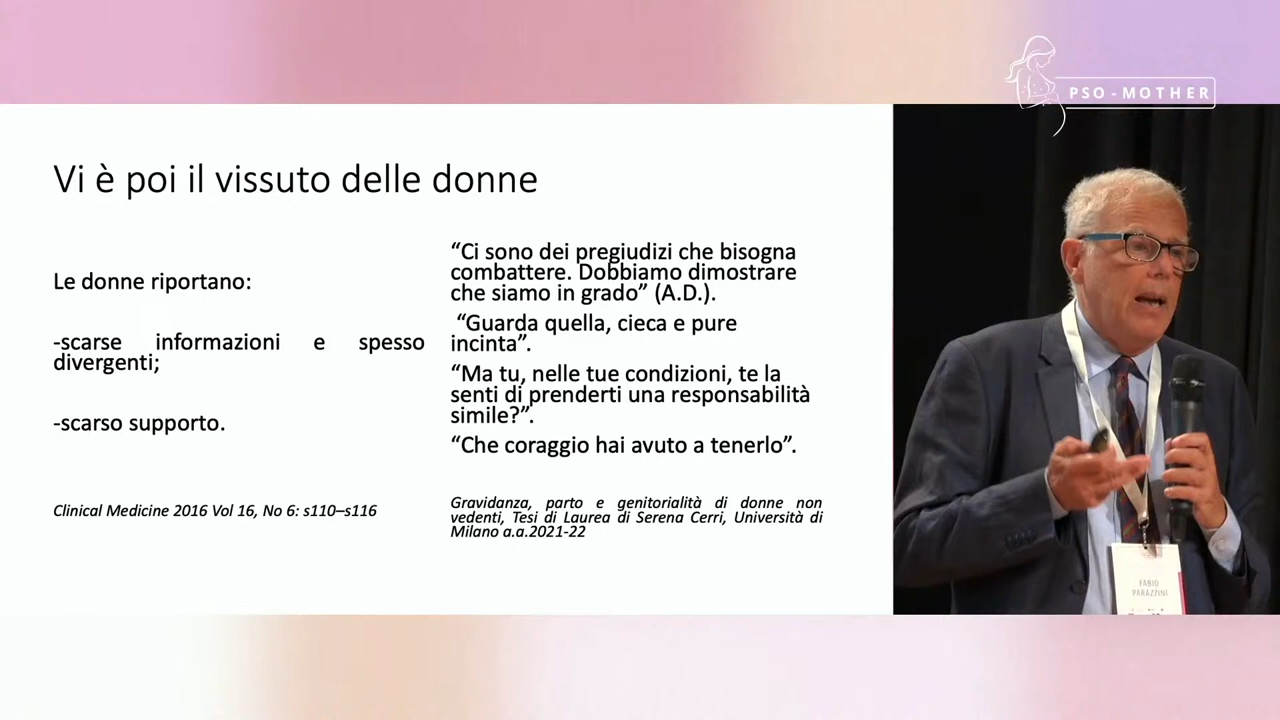 PSO-MOTHER
Vi è poi il vissuto delle donne
Le donne riportano:
-scarse informazioni e spesso
divergenti;
-scarso supporto.
Clinical Medicine 2016 Vol 16, No 6: s110–s116
“Ci sono dei pregiudizi che bisogna
combattere. Dobbiamo dimostrare
che siamo in grado” (A.D.).
“Guarda quella, cieca e pure
incinta”.
“Ma tu, nelle tue condizioni, te la
senti di prenderti una responsabilità
simile?”.
“Che coraggio hai avuto a tenerlo”.
Gravidanza, parto e genitorialità di donne non
vedenti, Tesi di Laurea di Serena Cerri, Università di
Milano a.a.2021-22
FABIO
PARAZZINI